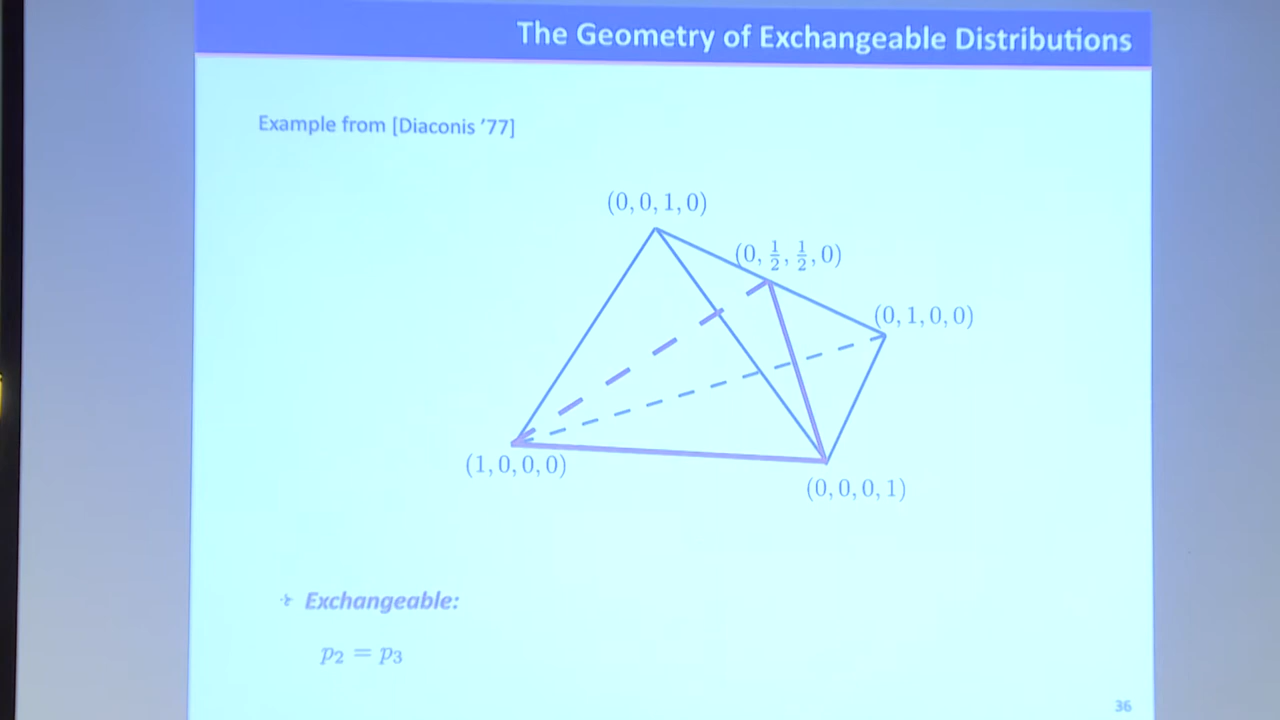 The Geometry of Exchangeable Distributions
Example from [Diaconis ’77]
(0, 0, 1, 0)
(0, 1/2, 1/2, 0)
(0, 1, 0, 0)
(1, 0, 0, 0)
(0, 0, 0, 1)
Exchangeable:
p₂ = p₃
36